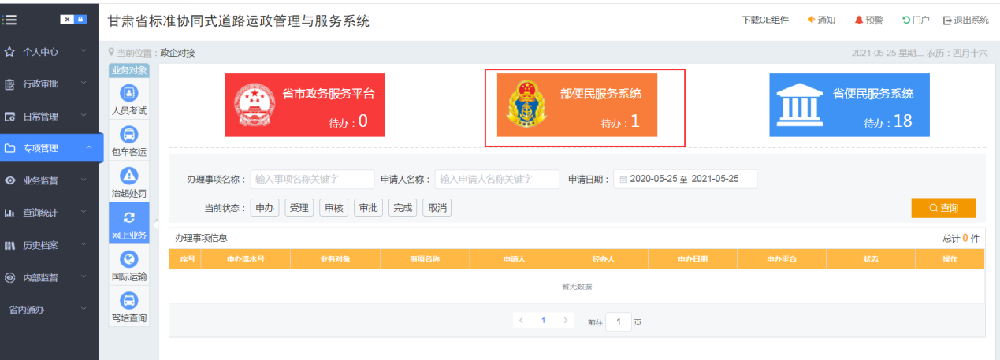 甘肃省标准协同式道路运政管理与服务系统
下载CE组件 通知 预警 门户 退出系统
当前位置：政企对接
2021-05-25 星期二 农历：四月十六
个人中心
行政审批
日常管理
专项管理
业务监督
查询统计
历史档案
内部监督
省内通办
业务对象
人员考试
包车客运
治超处罚
网上业务
国际运输
驾培查询
省市政务服务平台
待办：0
部便民服务系统
待办：1
省便民服务系统
待办：18
办理事项名称： 输入事项名称关键字 申请人名称： 输入申请人名称关键字 申请日期： 2020-05-25 至 2021-05-25
当前状态： 申办 受理 审核 审批 完成 取消
查询
办理事项信息
总计 0 件
序号 申办流水号 业务对象 事项名称 申请人 经办人 申办日期 申办平台 状态 操作
暂无数据
< 1 > 前往 1 页